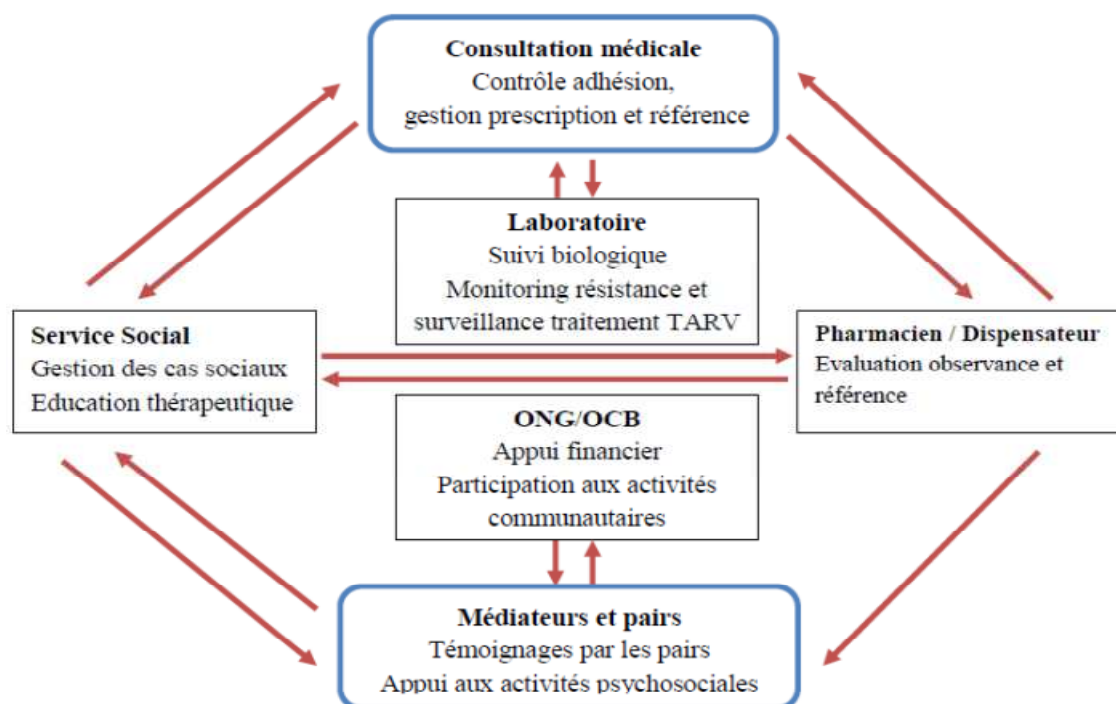 Consultation médicale
Contrôle adhésion,
gestion prescription et référence
Laboratoire
Suivi biologique
Monitoring résistance et
surveillance traitement TARV
Service Social
Gestion des cas sociaux
Education thérapeutique
Pharmacien / Dispensateur
Evaluation observance et
référence
ONG/OCB
Appui financier
Participation aux activités
communautaires
Médiateurs et pairs
Témoignages par les pairs
Appui aux activités psychosociales